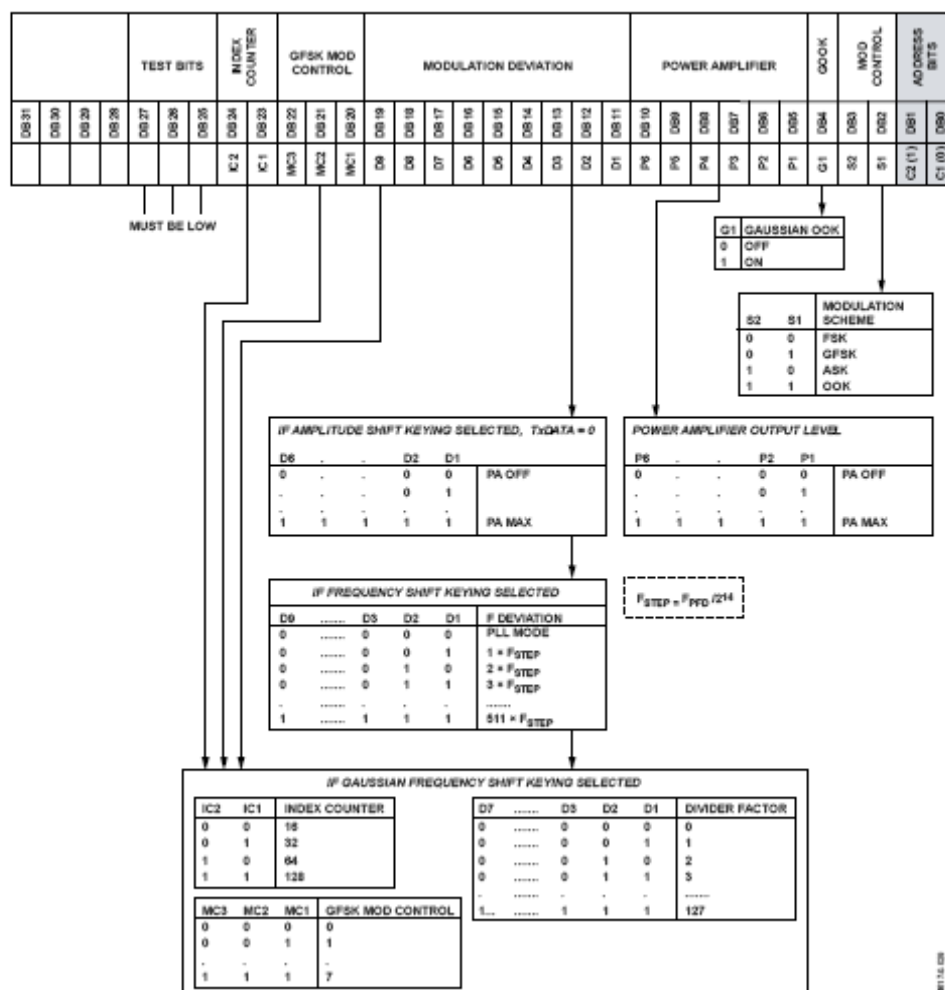 TEST BITS
INDEX COUNTER
GFSK MOD CONTROL
MODULATION DEVIATION
POWER AMPLIFIER
GOOK
MOD CONTROL
ADDRESS BITS
DB31 DB30 DB29 DB28 DB27 DB26 DB25 DB24 DB23 DB22 DB21 DB20 DB19 DB18 DB17 DB16 DB15 DB14 DB13 DB12 DB11 DB10 DB9 DB8 DB7 DB6 DB5 DB4 DB3 DB2 DB1 DB0
IC2 IC1 MC3 MC2 MC1 D9 D8 D7 D6 D5 D4 D3 D2 D1 P6 P5 P4 P3 P2 P1 G1 S2 S1 C2 (1) C1 (0)
MUST BE LOW
G1 GAUSSIAN OOK
0 OFF
1 ON
MODULATION
S2 S1 SCHEME
0 0 FSK
0 1 GFSK
1 0 ASK
1 1 OOK
IF AMPLITUDE SHIFT KEYING SELECTED, TxDATA = 0
D6 . . D2 D1
0 . . 0 0 PA OFF
. . . 0 1
. . . . .
1 1 1 1 1 PA MAX
POWER AMPLIFIER OUTPUT LEVEL
P6 . . P2 P1
0 . . 0 0 PA OFF
. . . 0 1
. . . . .
1 1 1 1 1 PA MAX
IF FREQUENCY SHIFT KEYING SELECTED
D9 ...... D3 D2 D1 F DEVIATION
0 ...... 0 0 0 PLL MODE
0 ...... 0 0 1 1 × FSTEP
0 ...... 0 1 0 2 × FSTEP
0 ...... 0 1 1 3 × FSTEP
. ...... . . . ......
1 ...... 1 1 1 511 × FSTEP
FSTEP = FPFD /2¹⁴
IF GAUSSIAN FREQUENCY SHIFT KEYING SELECTED
IC2 IC1 INDEX COUNTER
0 0 16
0 1 32
1 0 64
1 1 128
D7 ...... D3 D2 D1 DIVIDER FACTOR
0 ...... 0 0 0 0
0 ...... 0 0 1 1
0 ...... 0 1 0 2
0 ...... 0 1 1 3
. ...... . . . ......
1... ...... 1 1 1 127
MC3 MC2 MC1 GFSK MOD CONTROL
0 0 0 0
0 0 1 1
. . . .
1 1 1 7